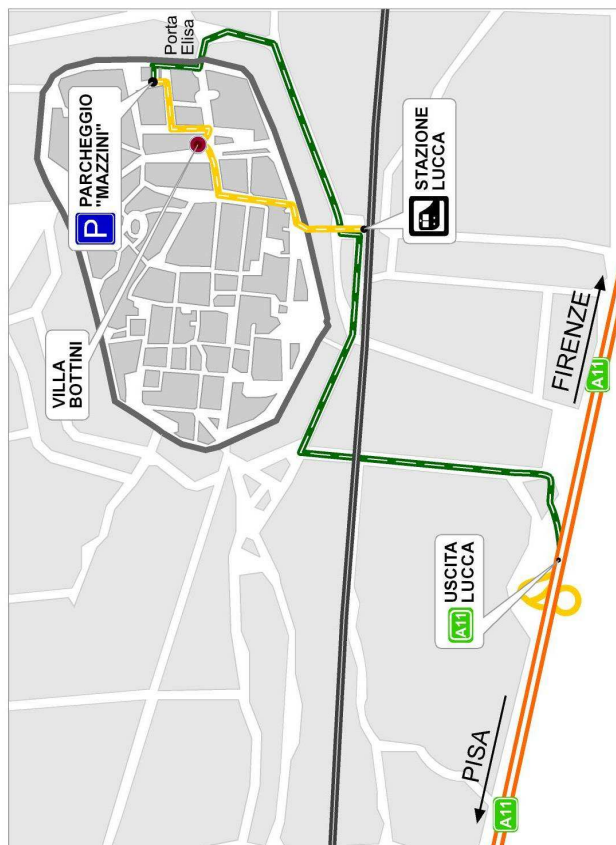 VILLA
BOTTINI
P
PARCHEGGIO
"MAZZINI"
Porta
Elisa
STAZIONE
LUCCA
A11
USCITA
LUCCA
PISA
A11
FIRENZE
A11